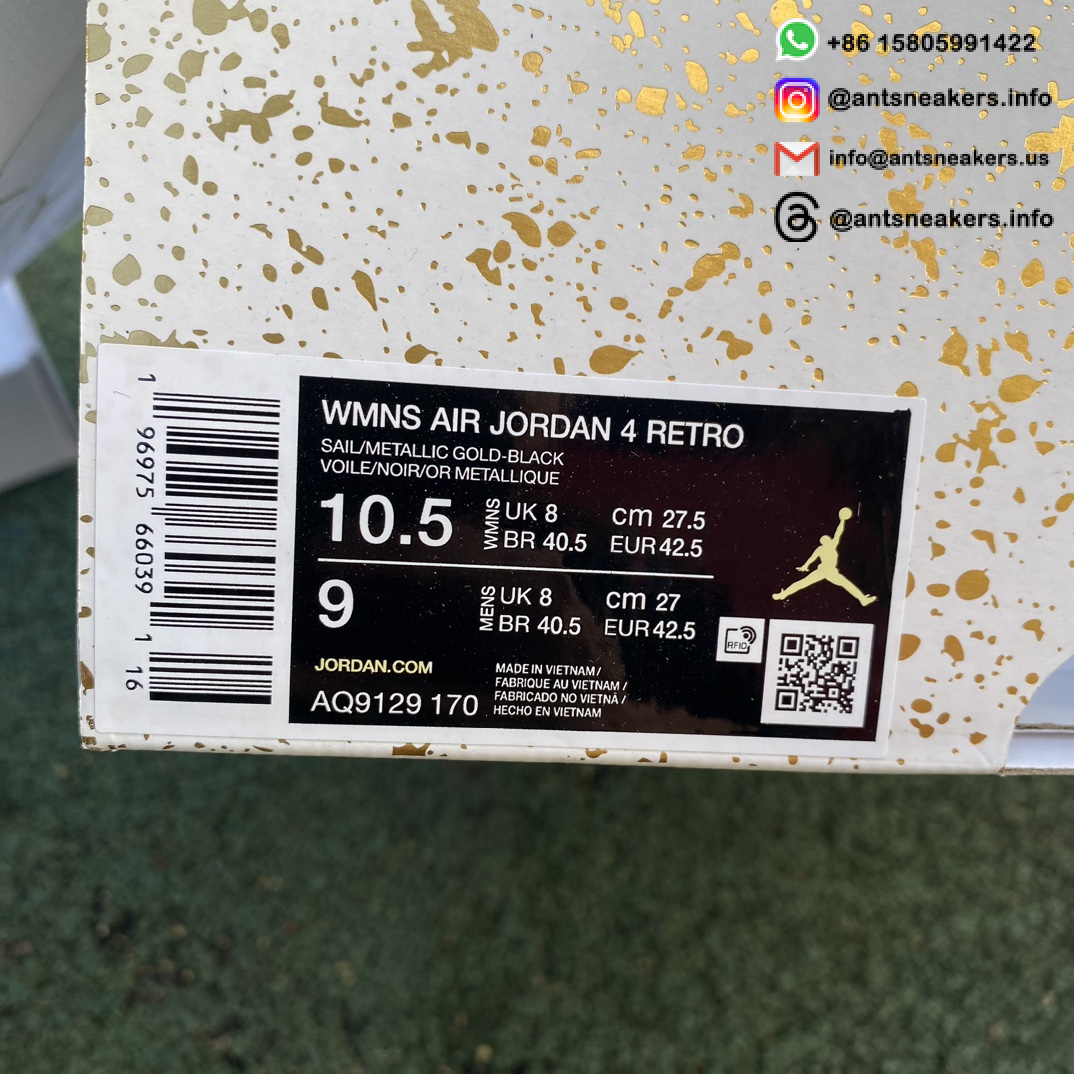 +86 15805991422
@antsneakers.info
info@antsneakers.us
@antsneakers.info
1 96975 66039 1 16
WMNS AIR JORDAN 4 RETRO
SAIL/METALLIC GOLD-BLACK
VOILE/NOIR/OR METALLIQUE
10.5 WMNS UK 8 cm 27.5
BR 40.5 EUR 42.5
9 MENS UK 8 cm 27
BR 40.5 EUR 42.5
RFID
JORDAN.COM
AQ9129 170
MADE IN VIETNAM /
FABRIQUE AU VIETNAM /
FABRICADO NO VIETNÃ /
HECHO EN VIETNAM